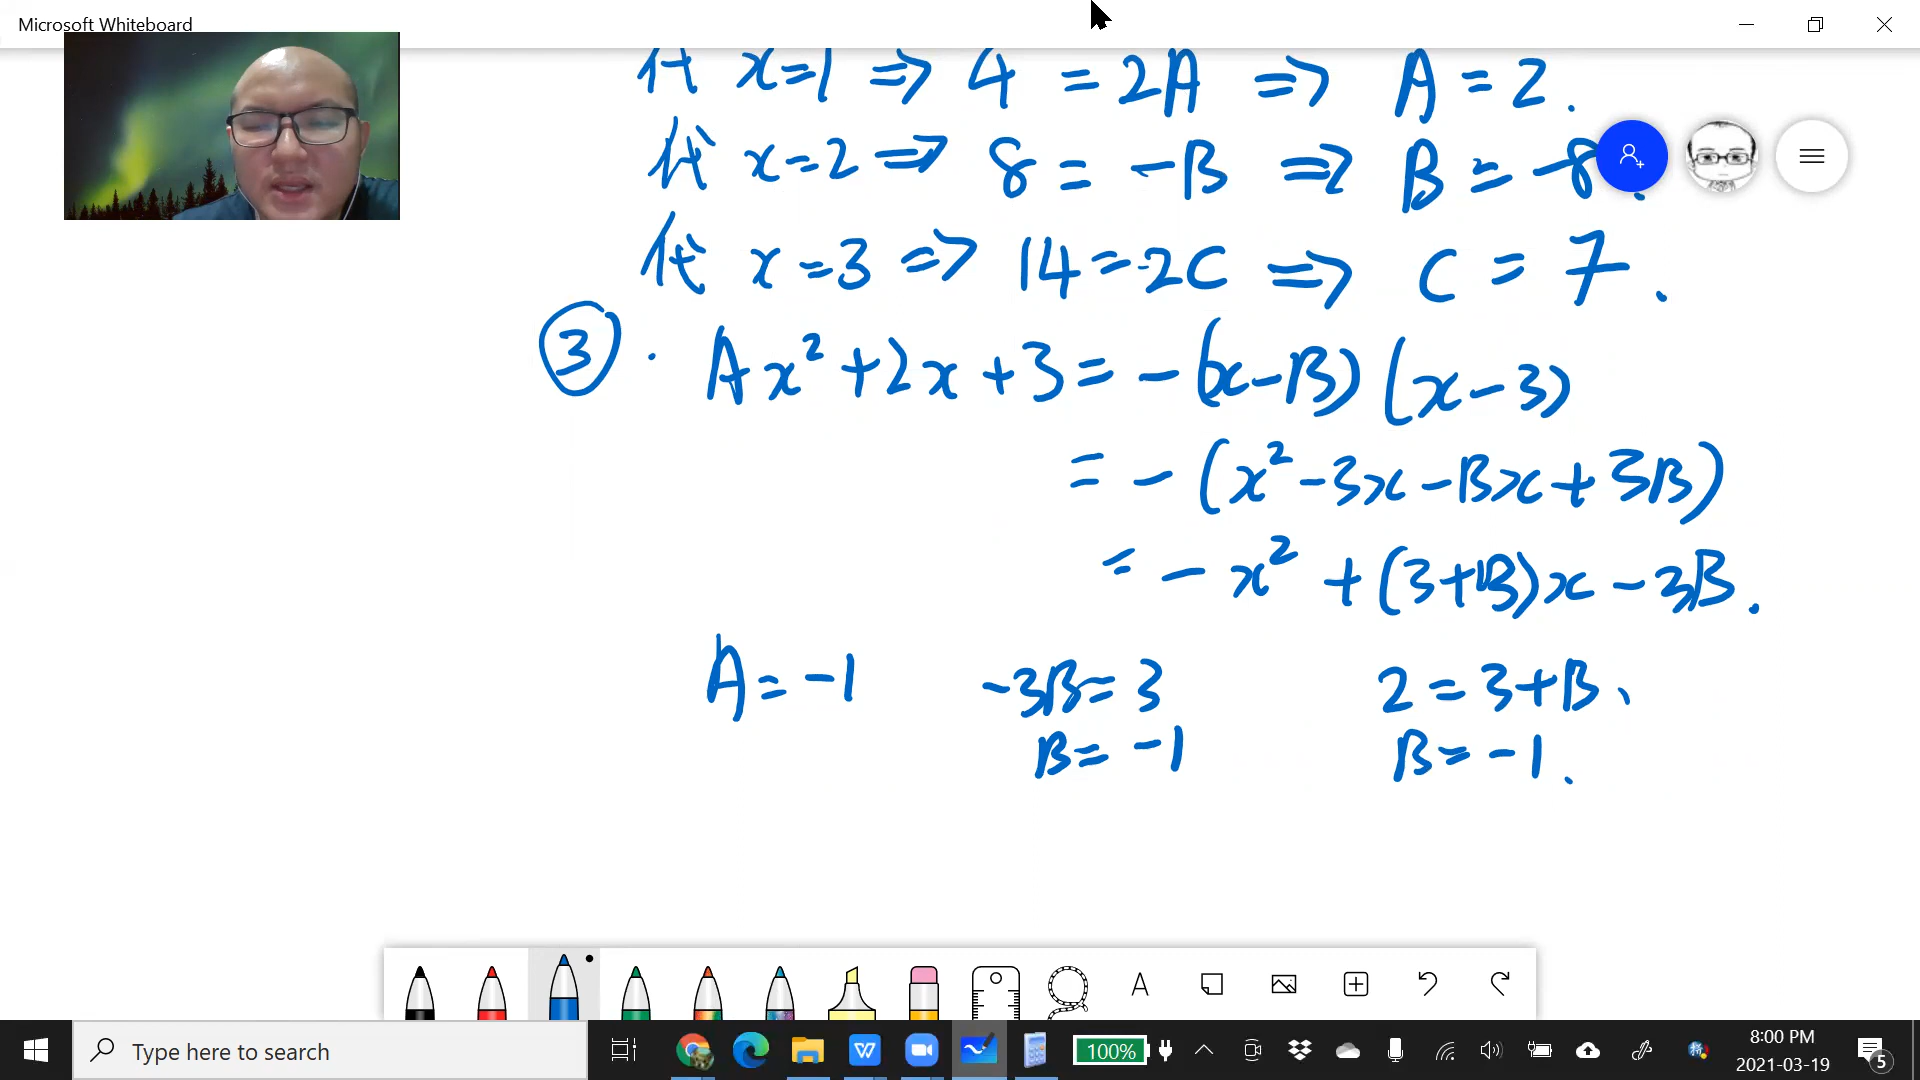 Microsoft Whiteboard
代 x=1 => 4 = 2A => A = 2.
代 x=2 => 8 = -B => B = -8.
代 x=3 => 14=2C => C = 7.
③. Ax²+2x+3=-(x-B)(x-3)
=-(x²-3x-Bx+3B)
=-x²+(3+B)x-3B.
A=-1 -3B=3 2=3+B、
B=-1 B=-1.
A
Type here to search
W
100%
8:00 PM
2021-03-19
5